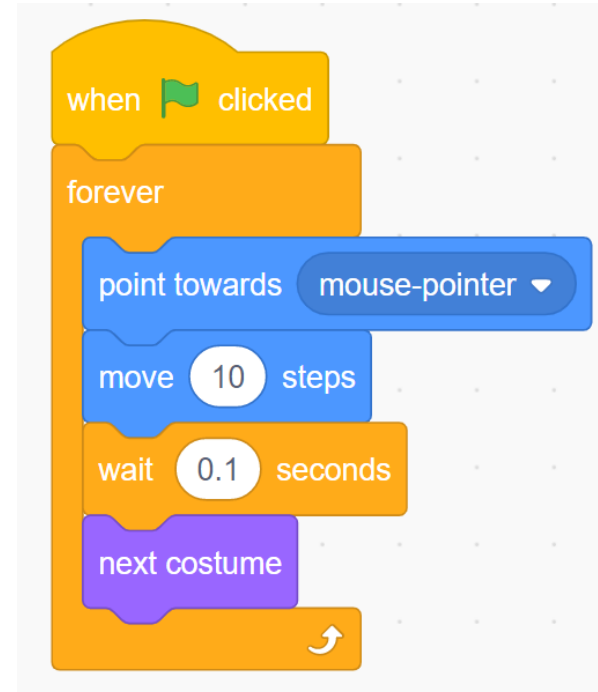 when clicked
forever
point towards mouse-pointer
move 10 steps
wait 0.1 seconds
next costume